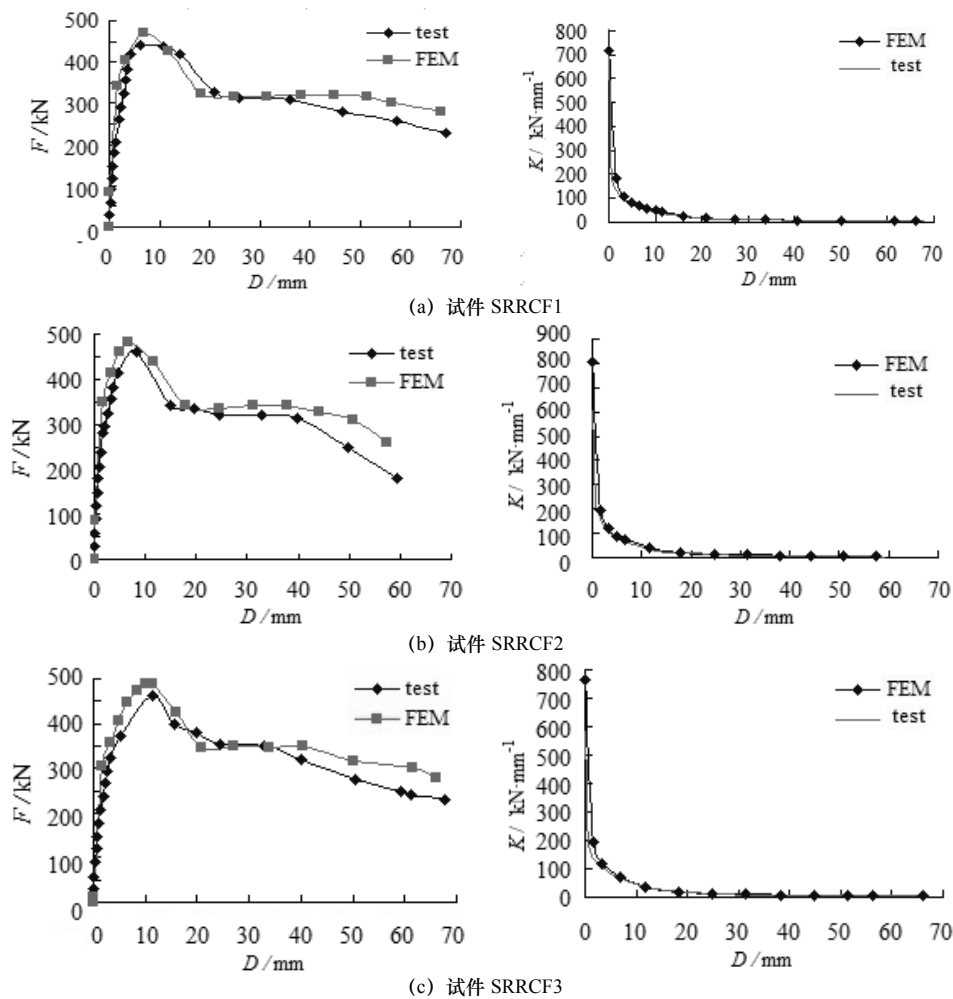 500
400
300
200
100
- 0
F /kN
test
FEM
0 10 20 30 40 50 60 70
D /mm
800
700
600
500
400
300
200
100
0
K / kN·mm-1
FEM
test
0 10 20 30 40 50 60 70
D /mm
(a) 试件 SRRCF1
500
400
300
200
100
0
F /kN
test
FEM
0 10 20 30 40 50 60 70
D /mm
900
800
700
600
500
400
300
200
100
0
K / kN·mm-1
FEM
test
0 10 20 30 40 50 60 70
D /mm
(b) 试件 SRRCF2
500
400
300
200
100
0
F /kN
test
FEM
0 10 20 30 40 50 60 70
D /mm
800
700
600
500
400
300
200
100
0
K / kN·mm-1
FEM
test
0 10 20 30 40 50 60 70
D /mm
(c) 试件 SRRCF3